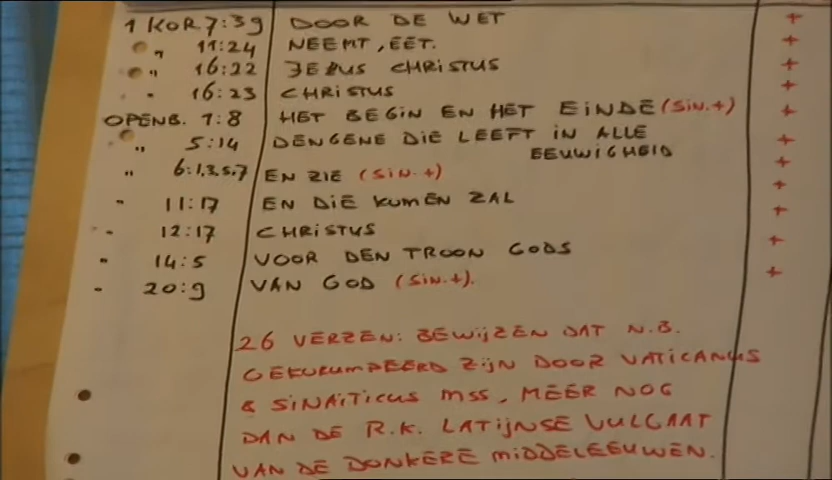 1 KOR 7:39 DOOR DE WET +
" 11:24 NEEMT, EET. +
" 16:22 JEZUS CHRISTUS +
" 16:23 CHRISTUS +
OPENB. 1:8 HET BEGIN EN HET EINDE (SIN.+) +
" 5:14 DENGENE DIE LEEFT IN ALLE +
EEUWIGHEID
" 6:1,3,5,7 EN ZIE (SIN.+) +
" 11:17 EN DIE KUMEN ZAL +
" 12:17 CHRISTUS +
" 14:5 VOOR DEN TROON GODS +
" 20:9 VAN GOD (SIN.+). +
26 VERZEN: BEWIJZEN DAT N.B.
GEKURUMPEERD ZIJN DOOR VATICANUS
& SINAÏTICUS MSS, MEER NOG
DAN DE R.K. LATIJNSE VULGAAT
VAN DE DONKERE MIDDELEEUWEN.